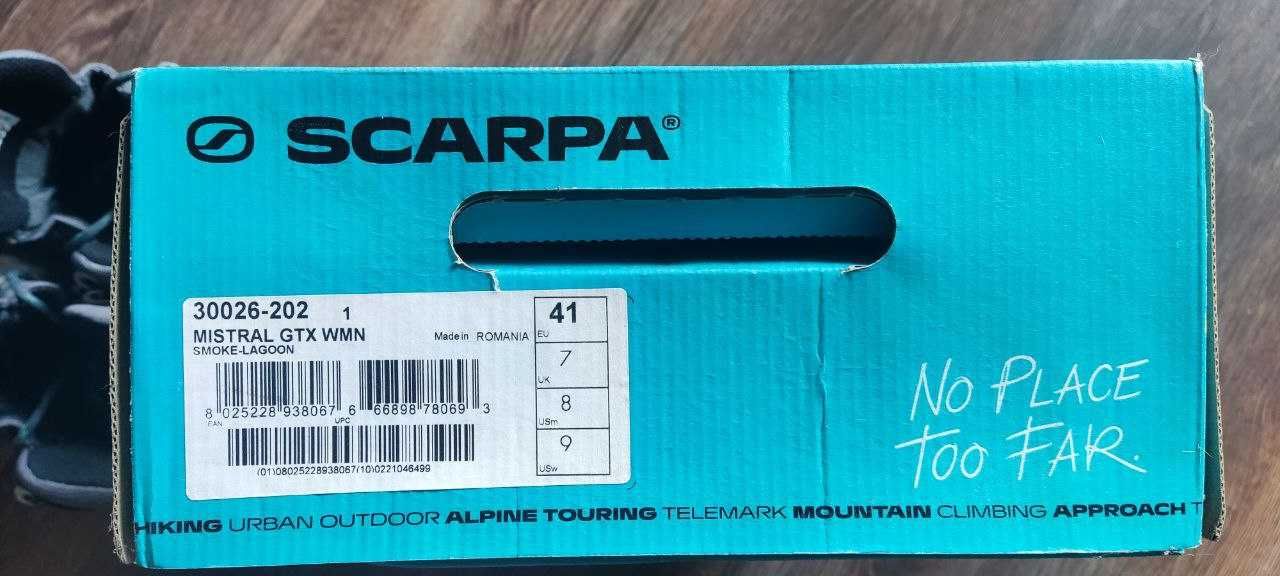 SCARPA®
30026-202 1
MISTRAL GTX WMN
SMOKE-LAGOON
Made in ROMANIA
41
EU
7
UK
8
USm
9
USw
8 025228 938067
EAN
6 66898 78069 3
UPC
(01)08025228938067(10)0221046499
NO PLACE
TOO FAR.
HIKING URBAN OUTDOOR ALPINE TOURING TELEMARK MOUNTAIN CLIMBING APPROACH T